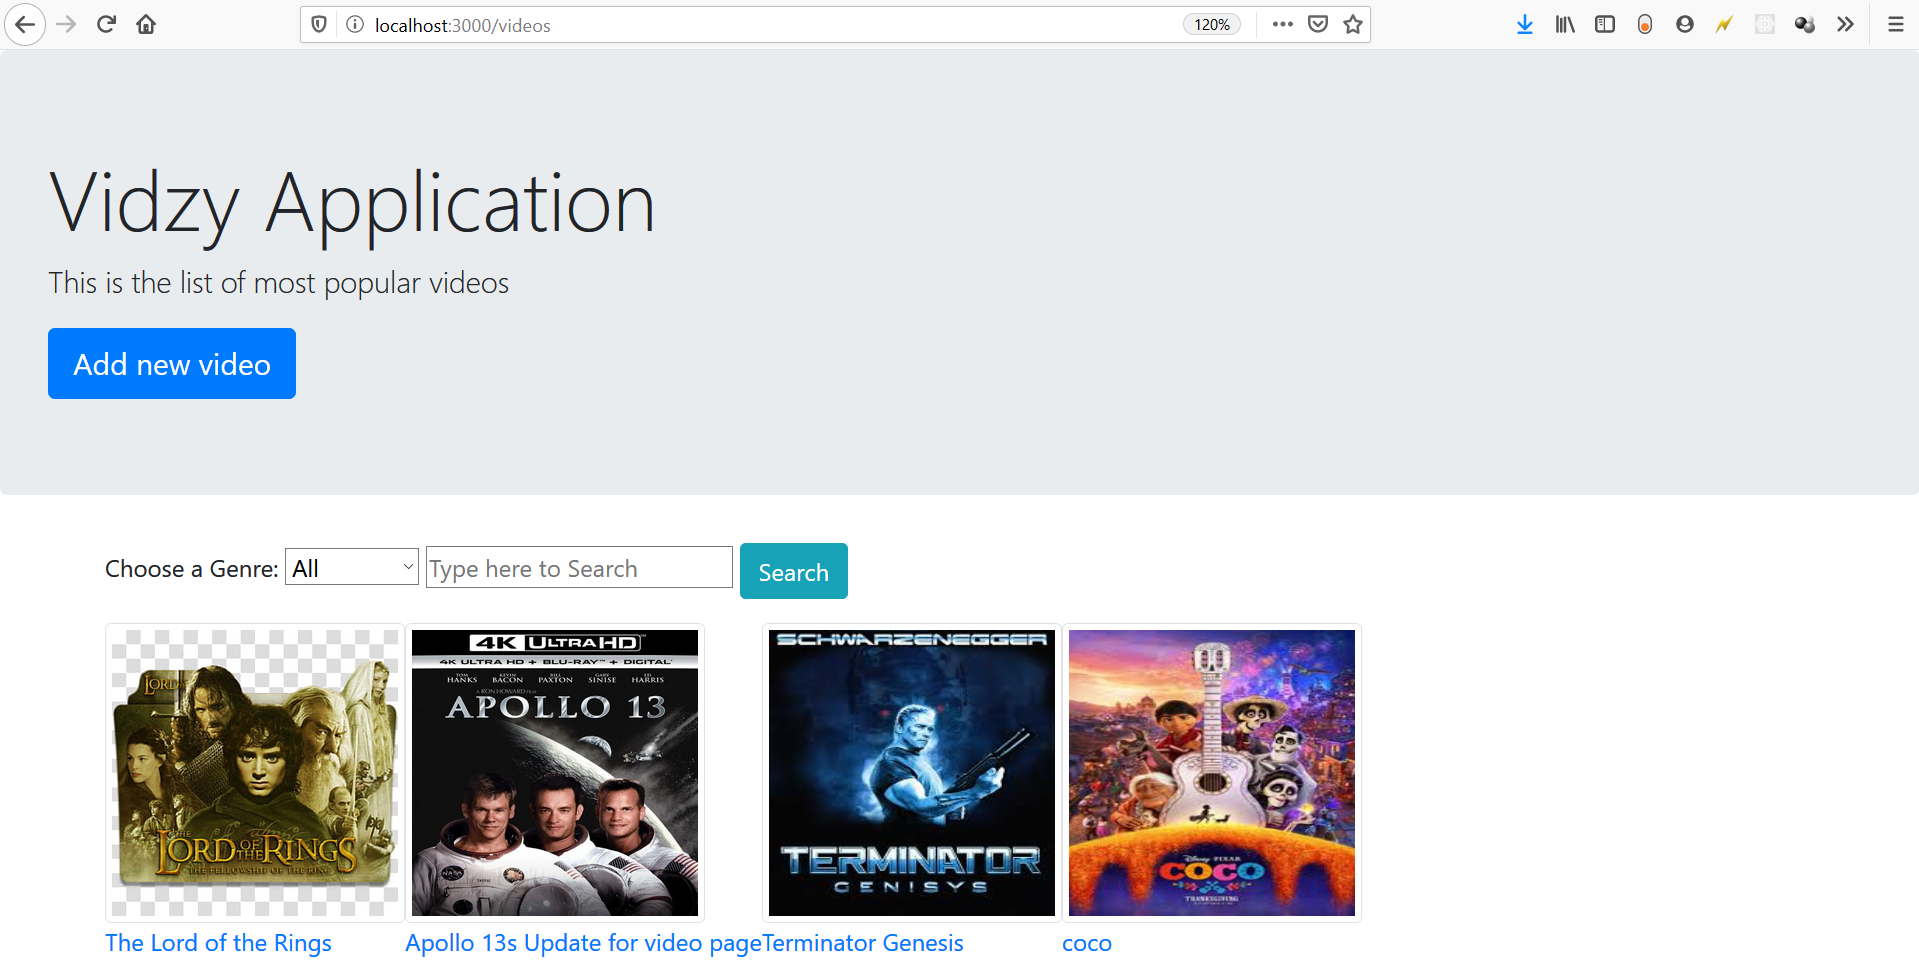 localhost:3000/videos
120%
Vidzy Application
This is the list of most popular videos
Add new video
Choose a Genre: All Type here to Search Search
LORD
THE
LORD OF THE RINGS
THE FELLOWSHIP OF THE RING
4K ULTRA HD
4K ULTRA HD + BLU-RAY™ + DIGITAL
TOM HANKS KEVIN BACON BILL PAXTON GARY SINISE ED HARRIS
A RON HOWARD FILM
APOLLO 13
NASA
SCHWARZENEGGER
TERMINATOR
GENISYS
Disney PIXAR
COCO
THANKSGIVING
The Lord of the Rings
Apollo 13s Update for video page
Terminator Genesis
coco